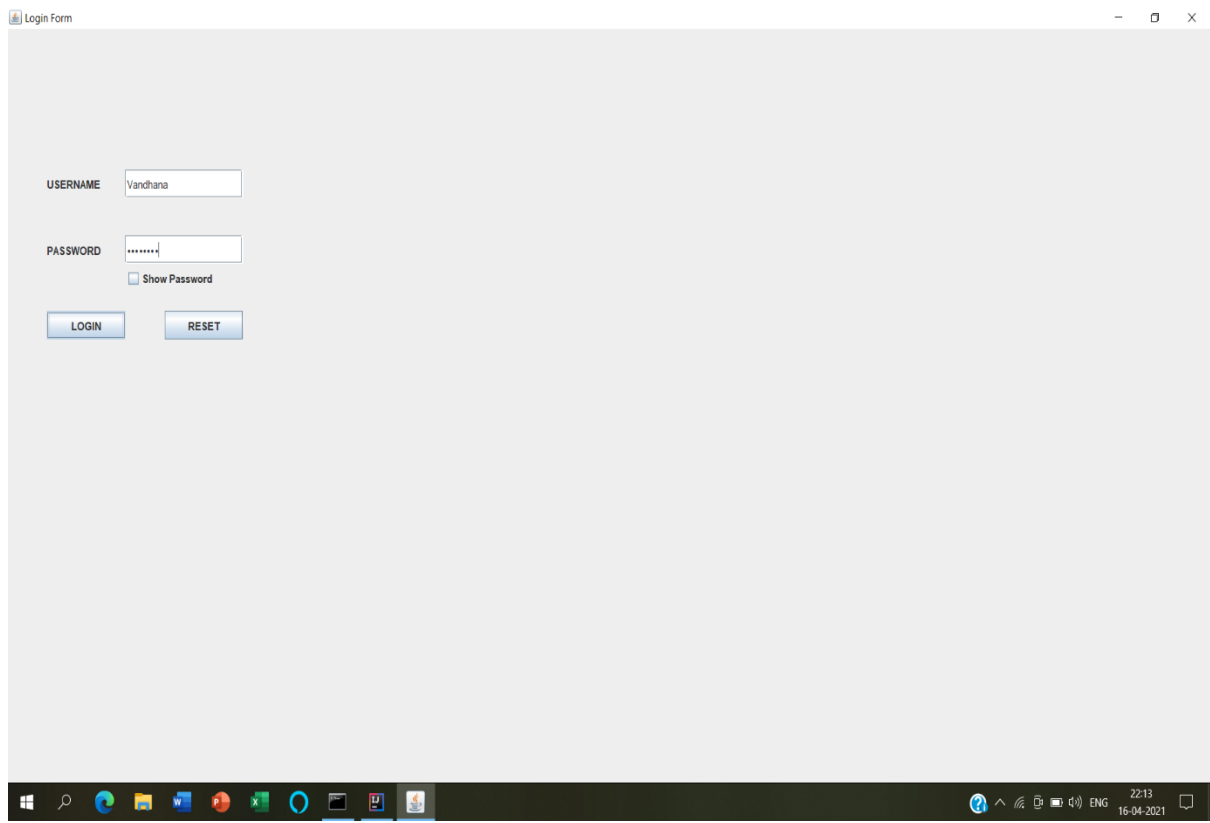 Login Form
USERNAME Vandhana
PASSWORD ••••••••
Show Password
LOGIN RESET
ENG 22:13
16-04-2021